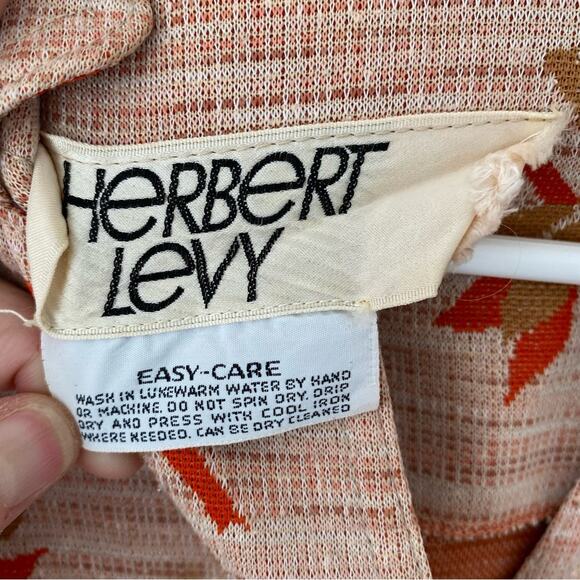 HERBERT
LEVY
EASY-CARE
WASH IN LUKEWARM WATER BY HAND
OR MACHINE. DO NOT SPIN DRY. DRIP
DRY AND PRESS WITH COOL IRON
WHERE NEEDED. CAN BE DRY CLEANED